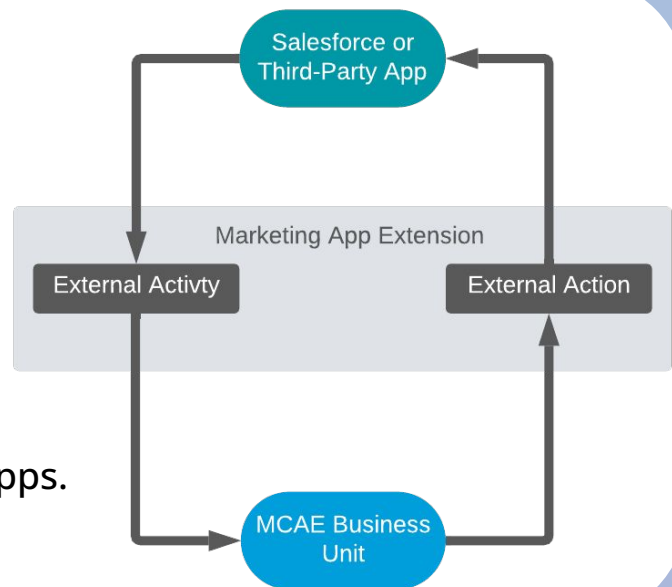 Salesforce or
Third-Party App
Marketing App Extension
External Activty
External Action
pps.
MCAE Business
Unit